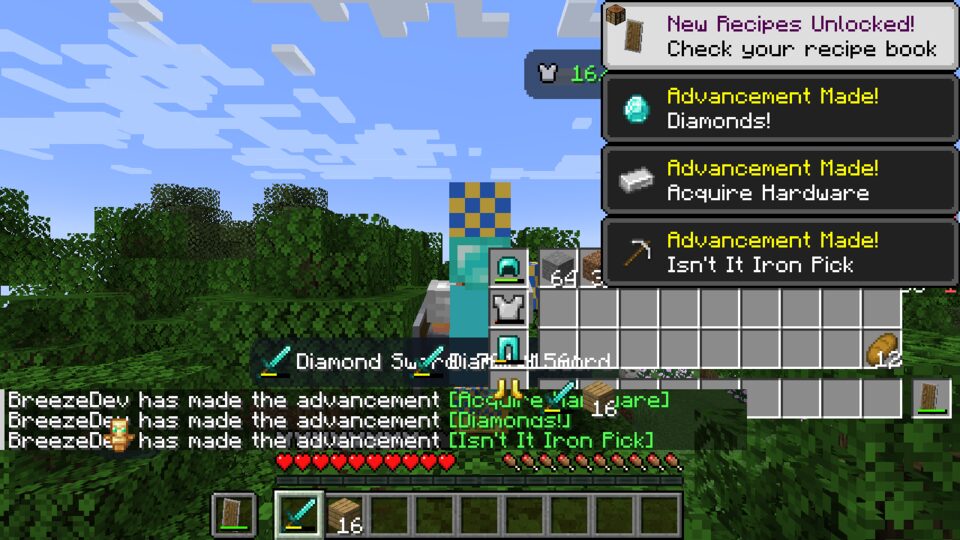 New Recipes Unlocked!
Check your recipe book
16.
Advancement Made!
Diamonds!
Advancement Made!
Acquire Hardware
Advancement Made!
Isn't It Iron Pick
64
12
Diamond
BreezeDev has made the advancement [Acquire Hardware]
16
BreezeDev has made the advancement [Diamonds!]
BreezeDev has made the advancement [Isn't It Iron Pick]
16